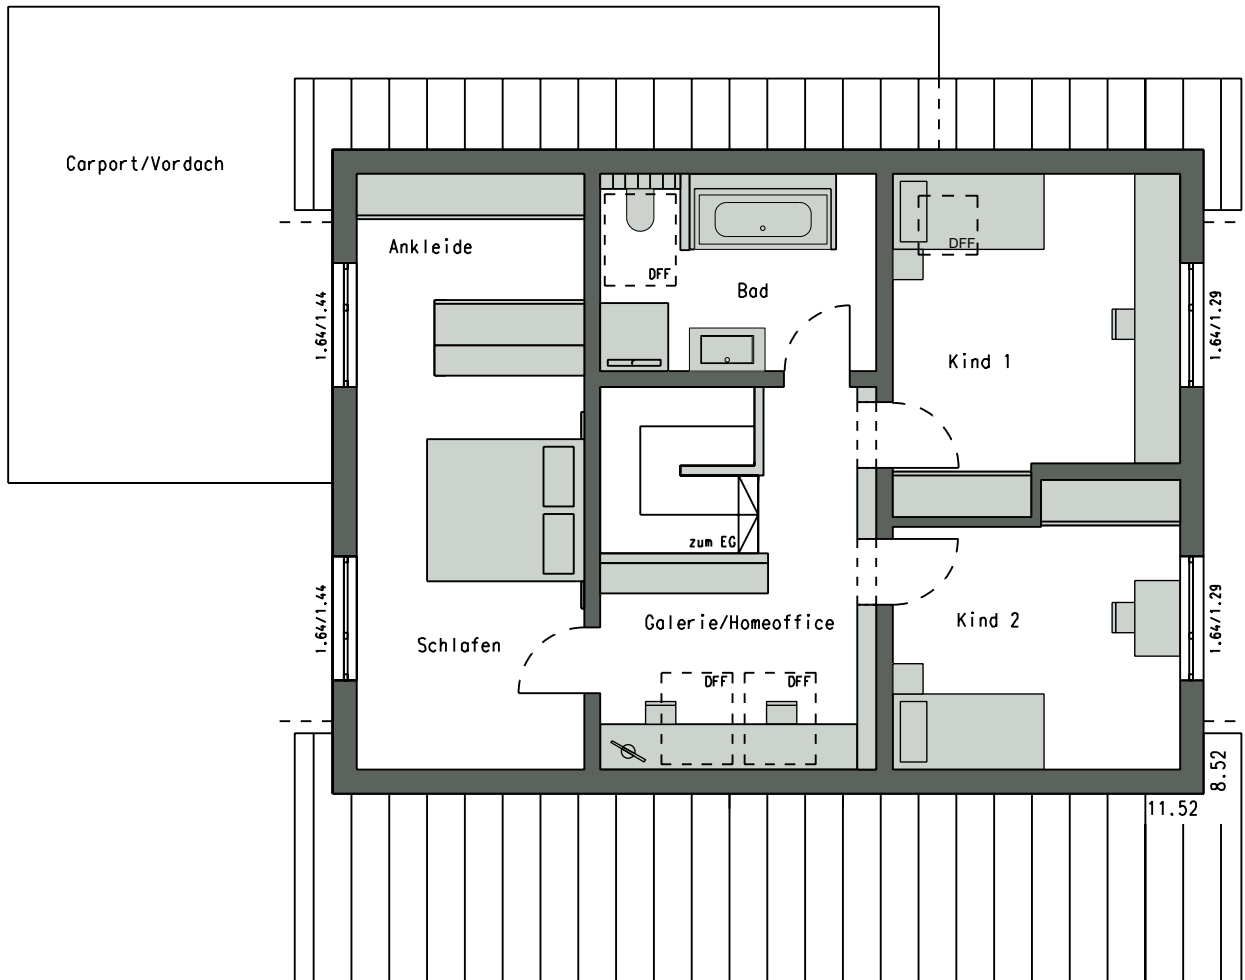 Carport/Vordach
Ankleide
DFF
DFF
Bad
1.64/1.44
1.64/1.29
Kind 1
zum EG
1.64/1.44
Schlafen
Galerie/Homeoffice
Kind 2
1.64/1.29
DFF
DFF
8.52
11.52